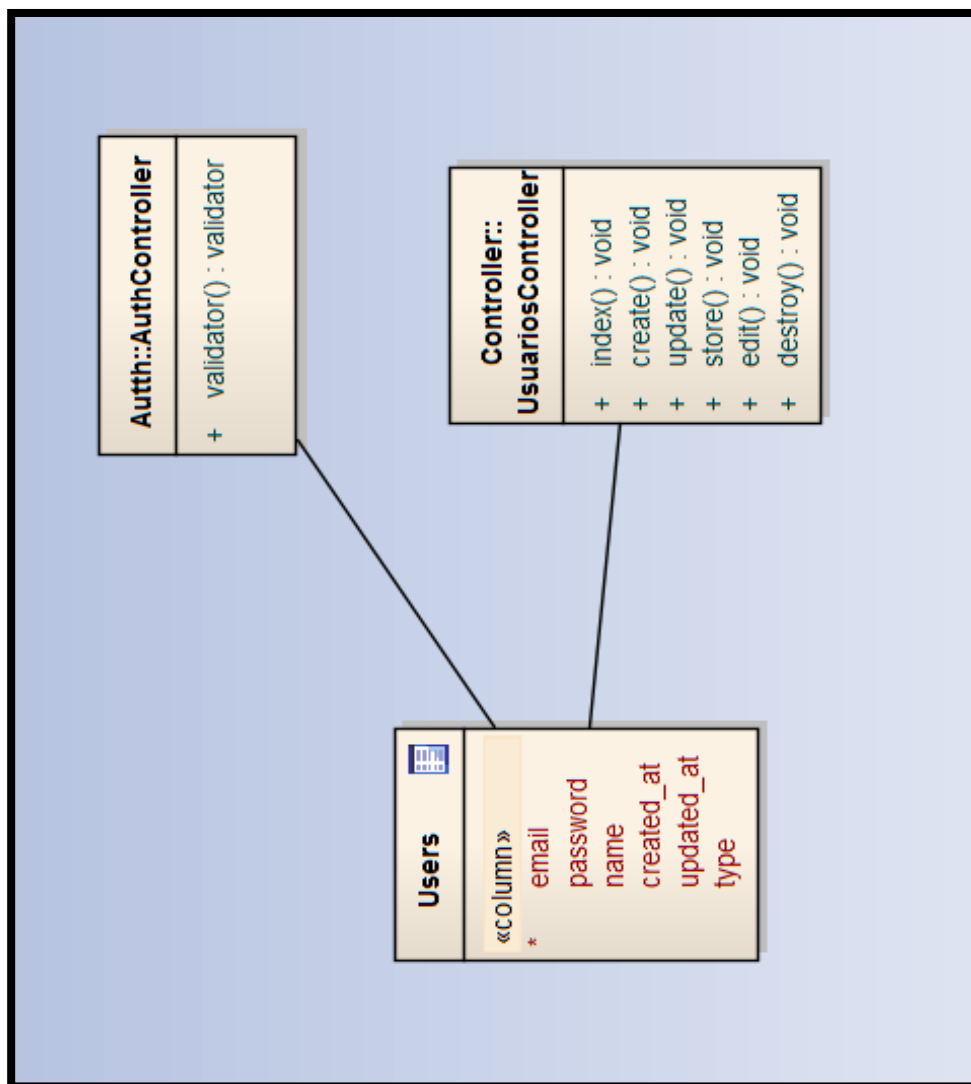 Autth::AuthController
+ validator() : validator
Controller::
UsuariosController
+ index() : void
+ create() : void
+ update() : void
+ store() : void
+ edit() : void
+ destroy() : void
Users
«column»
* email
password
name
created_at
updated_at
type